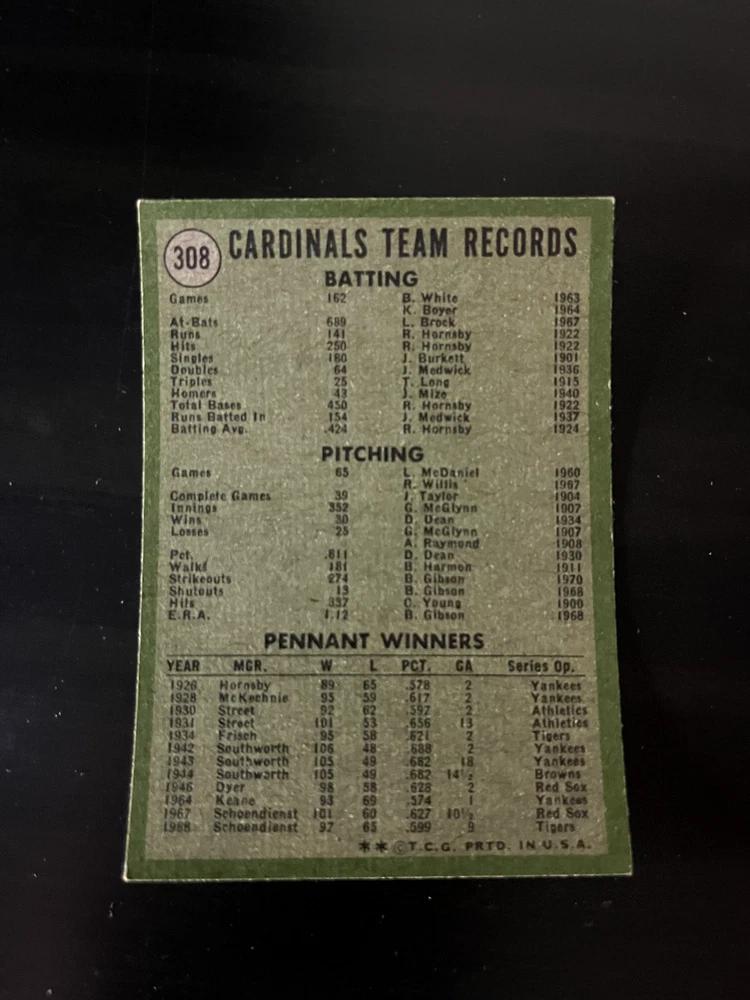 308 CARDINALS TEAM RECORDS
BATTING
Games 162 B. White 1963
K. Boyer 1964
At-Bats 689 L. Brock 1967
Runs 141 R. Hornsby 1922
Hits 250 R. Hornsby 1922
Singles 180 J. Burkett 1901
Doubles 64 J. Medwick 1936
Triples 25 T. Long 1915
Homers 43 J. Mize 1940
Total Bases 450 R. Hornsby 1922
Runs Batted In 154 J. Medwick 1937
Batting Avg. .424 R. Hornsby 1924
PITCHING
Games 65 L. McDaniel 1960
R. Willis 1967
Complete Games 39 J. Taylor 1904
Innings 352 G. McGlynn 1907
Wins 30 D. Dean 1934
Losses 25 G. McGlynn 1907
A. Raymond 1908
Pct. .811 D. Dean 1930
Walks 181 B. Harmon 1911
Strikeouts 274 B. Gibson 1970
Shutouts 13 B. Gibson 1968
Hits 337 C. Young 1900
E.R.A. 1.12 B. Gibson 1968
PENNANT WINNERS
YEAR MGR. W L PCT. GA Series Op.
1926 Hornsby 89 65 .578 2 Yankees
1928 McKechnie 95 59 .617 2 Yankees
1930 Street 92 62 .597 2 Athletics
1931 Street 101 53 .656 13 Athletics
1934 Frisch 95 58 .621 2 Tigers
1942 Southworth 106 48 .688 2 Yankees
1943 Southworth 105 49 .682 18 Yankees
1944 Southworth 105 49 .682 14½ Browns
1946 Dyer 98 58 .628 2 Red Sox
1964 Keane 93 69 .574 1 Yankees
1967 Schoendienst 101 60 .627 10½ Red Sox
1968 Schoendienst 97 65 .599 9 Tigers
** ©T.C.G. PRTD. IN U.S.A.